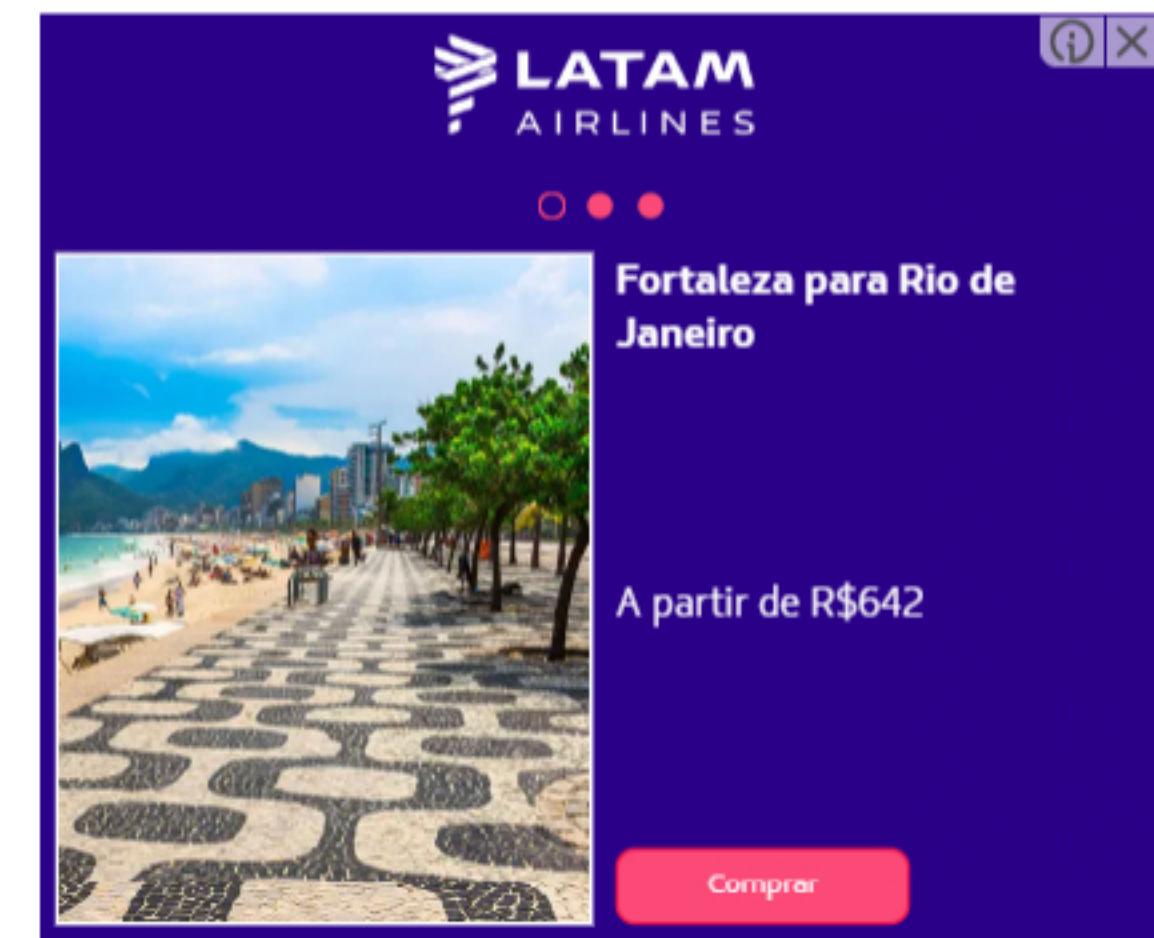 LATAM
AIRLINES
Fortaleza para Rio de
Janeiro
A partir de R$642
Comprar